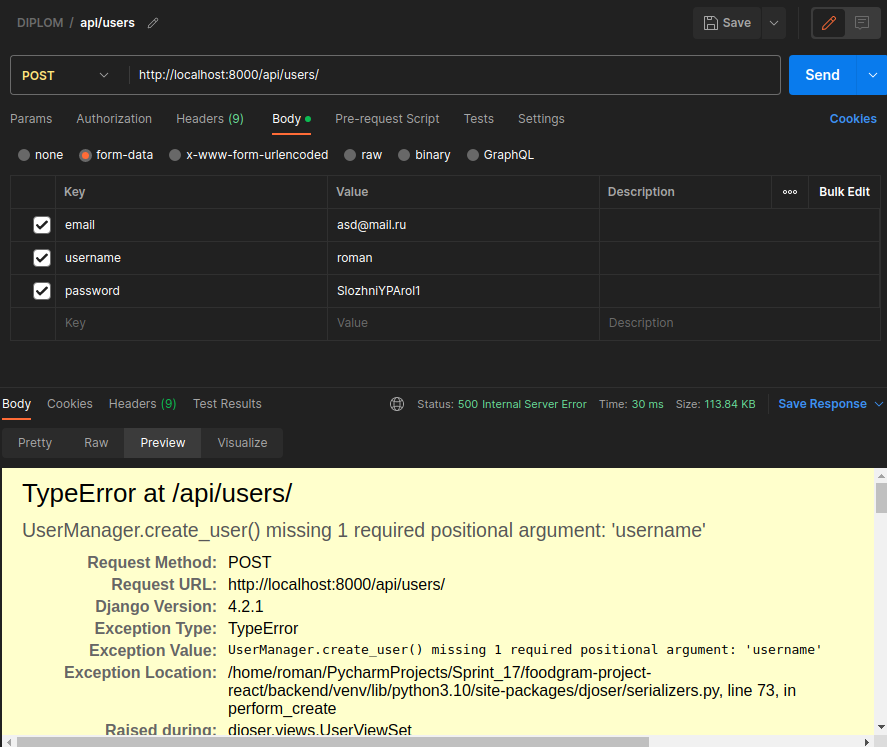 DIPLOM / api/users
Save
POST
http://localhost:8000/api/users/
Send
Params Authorization Headers (9) Body Pre-request Script Tests Settings Cookies
none form-data x-www-form-urlencoded raw binary GraphQL
Key Value Description Bulk Edit
email asd@mail.ru
username roman
password SlozhniYPArol1
Key Value Description
Body Cookies Headers (9) Test Results Status: 500 Internal Server Error Time: 30 ms Size: 113.84 KB Save Response
Pretty Raw Preview Visualize
TypeError at /api/users/
UserManager.create_user() missing 1 required positional argument: 'username'
Request Method: POST
Request URL: http://localhost:8000/api/users/
Django Version: 4.2.1
Exception Type: TypeError
Exception Value: UserManager.create_user() missing 1 required positional argument: 'username'
Exception Location: /home/roman/PycharmProjects/Sprint_17/foodgram-project-
react/backend/venv/lib/python3.10/site-packages/djoser/serializers.py, line 73, in
perform_create
Raised during: djoser.views.UserViewSet